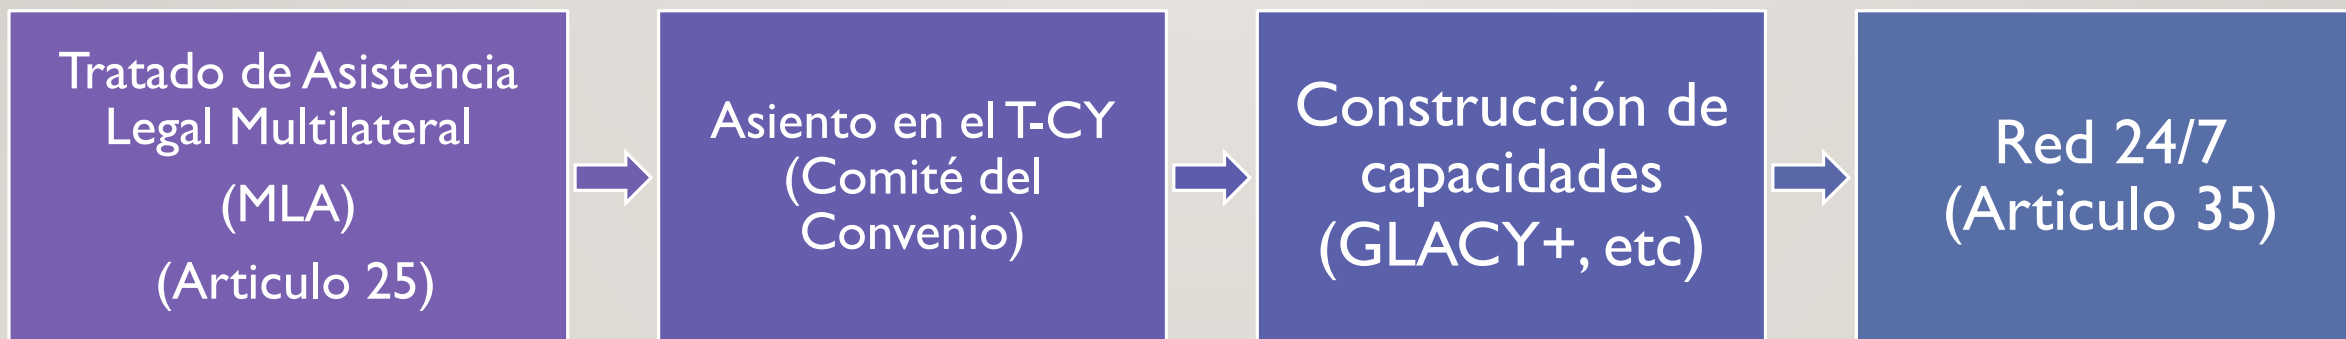 Tratado de Asistencia
Legal Multilateral
(MLA)
(Articulo 25)
Asiento en el T-CY
(Comité del
Convenio)
Construcción de
capacidades
(GLACY+, etc)
Red 24/7
(Articulo 35)